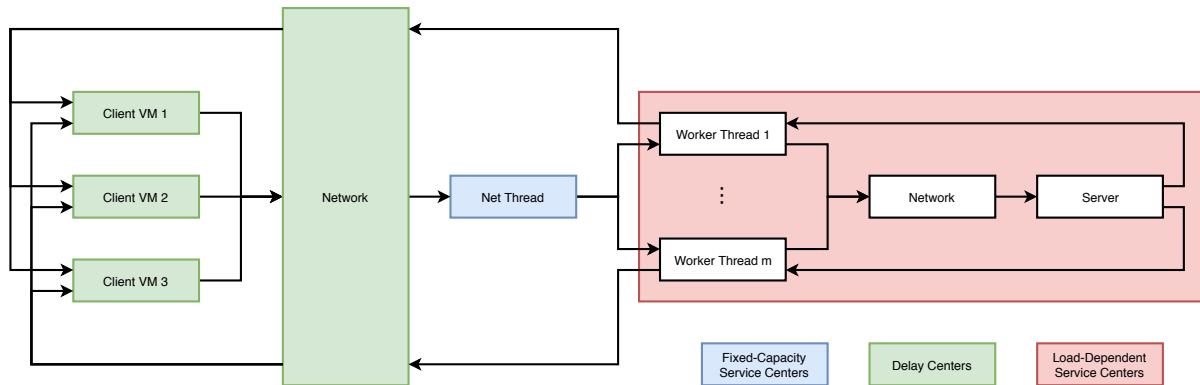 Client VM 1
Client VM 2
Client VM 3
Network
Net Thread
Worker Thread 1
⋮
Worker Thread m
Network
Server
Fixed-Capacity
Service Centers
Delay Centers
Load-Dependent
Service Centers